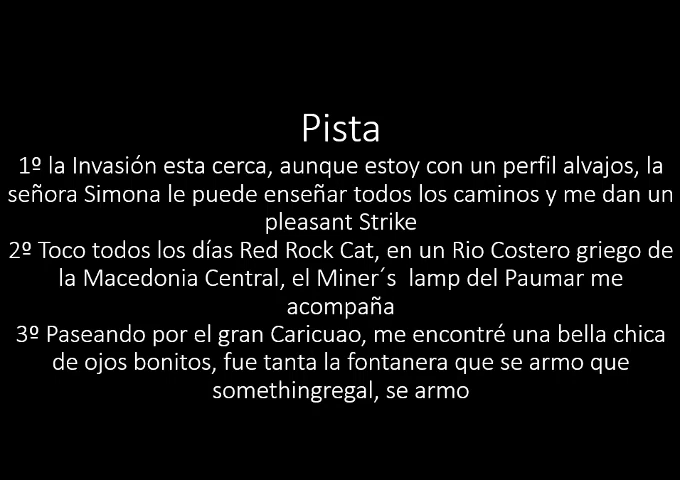 Pista
1º la Invasión esta cerca, aunque estoy con un perfil alvajos, la
señora Simona le puede enseñar todos los caminos y me dan un
pleasant Strike
2º Toco todos los días Red Rock Cat, en un Rio Costero griego de
la Macedonia Central, el Miner´s  lamp del Paumar me
acompaña
3º Paseando por el gran Caricuao, me encontré una bella chica
de ojos bonitos, fue tanta la fontanera que se armo que
somethingregal, se armo